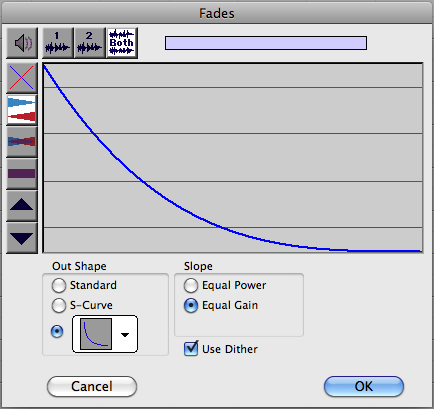 Fades
1 2 Both
Out Shape Slope
Standard Equal Power
S-Curve Equal Gain
Use Dither
Cancel OK